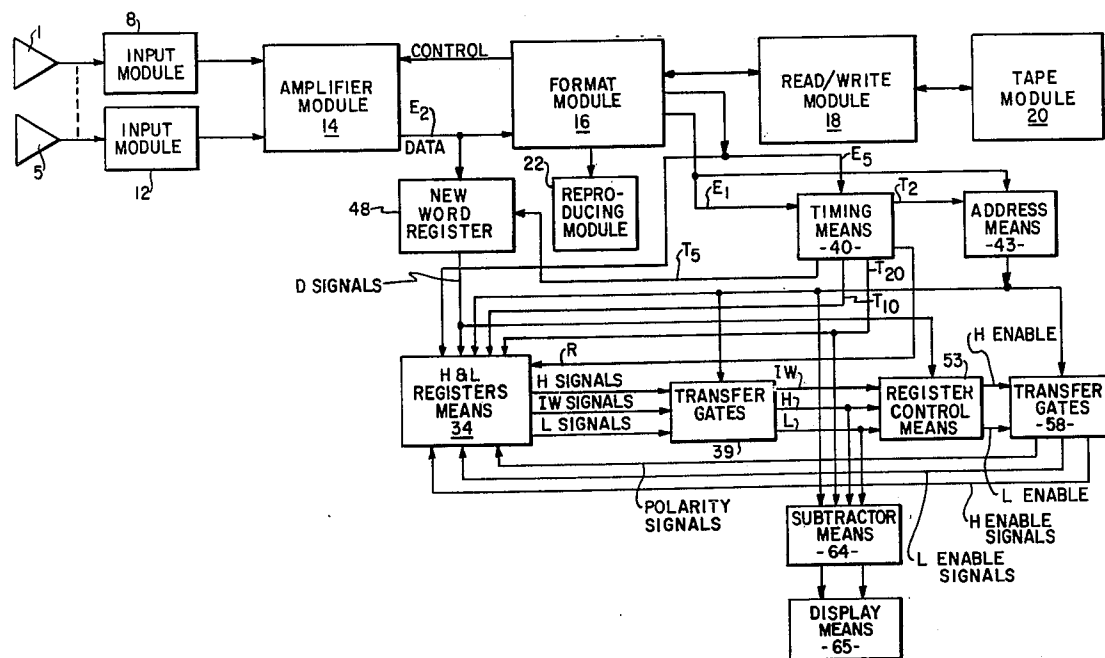 1
8
INPUT
MODULE
5
INPUT
MODULE
12
AMPLIFIER
MODULE
14
CONTROL
E2
DATA
FORMAT
MODULE
16
READ/WRITE
MODULE
18
TAPE
MODULE
20
48
NEW
WORD
REGISTER
22
REPRO-
DUCING
MODULE
E1
E5
TIMING
MEANS
-40-
T2
ADDRESS
MEANS
-43-
D SIGNALS
T5
T20
T10
R
H & L
REGISTERS
MEANS
34
H SIGNALS
IW SIGNALS
L SIGNALS
TRANSFER
GATES
39
IW
H
L
53
REGISTER
CONTROL
MEANS
H ENABLE
TRANSFER
GATES
-58-
POLARITY
SIGNALS
L ENABLE
H ENABLE
SIGNALS
L ENABLE
SIGNALS
SUBTRACTOR
MEANS
-64-
DISPLAY
MEANS
-65-